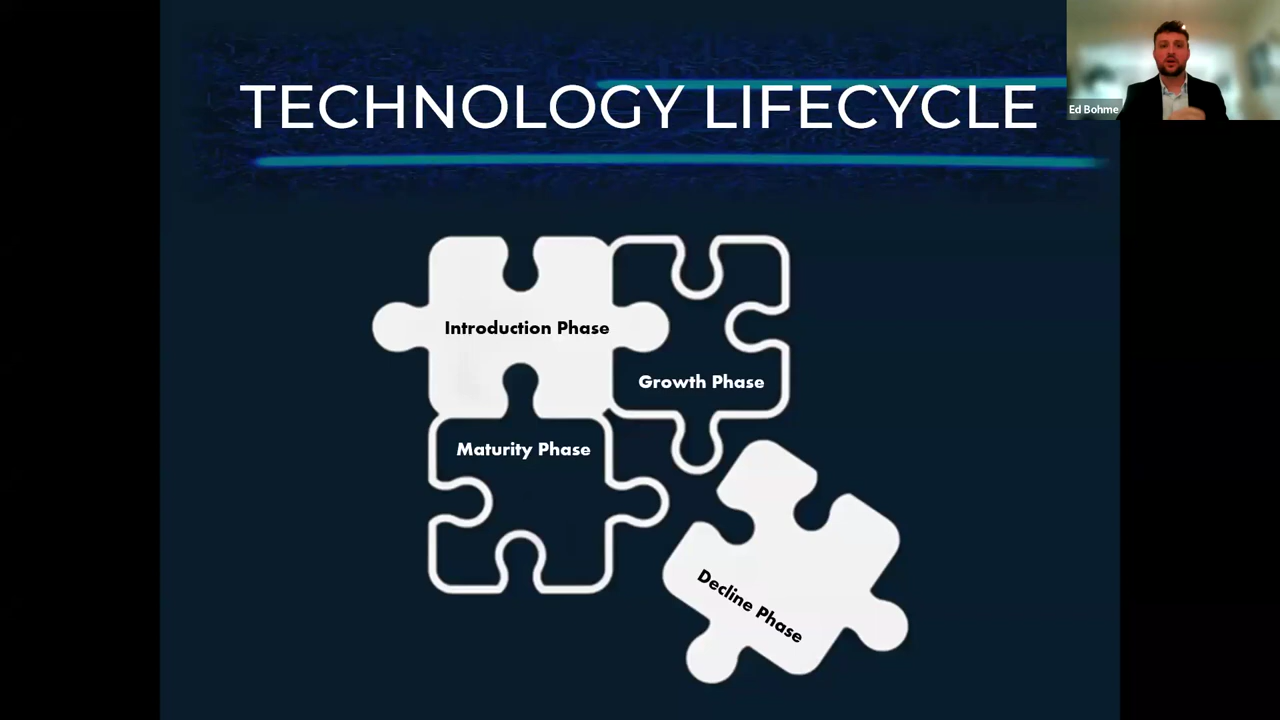 TECHNOLOGY LIFECYCLE
Ed Bohme
Introduction Phase
Growth Phase
Maturity Phase
Decline Phase